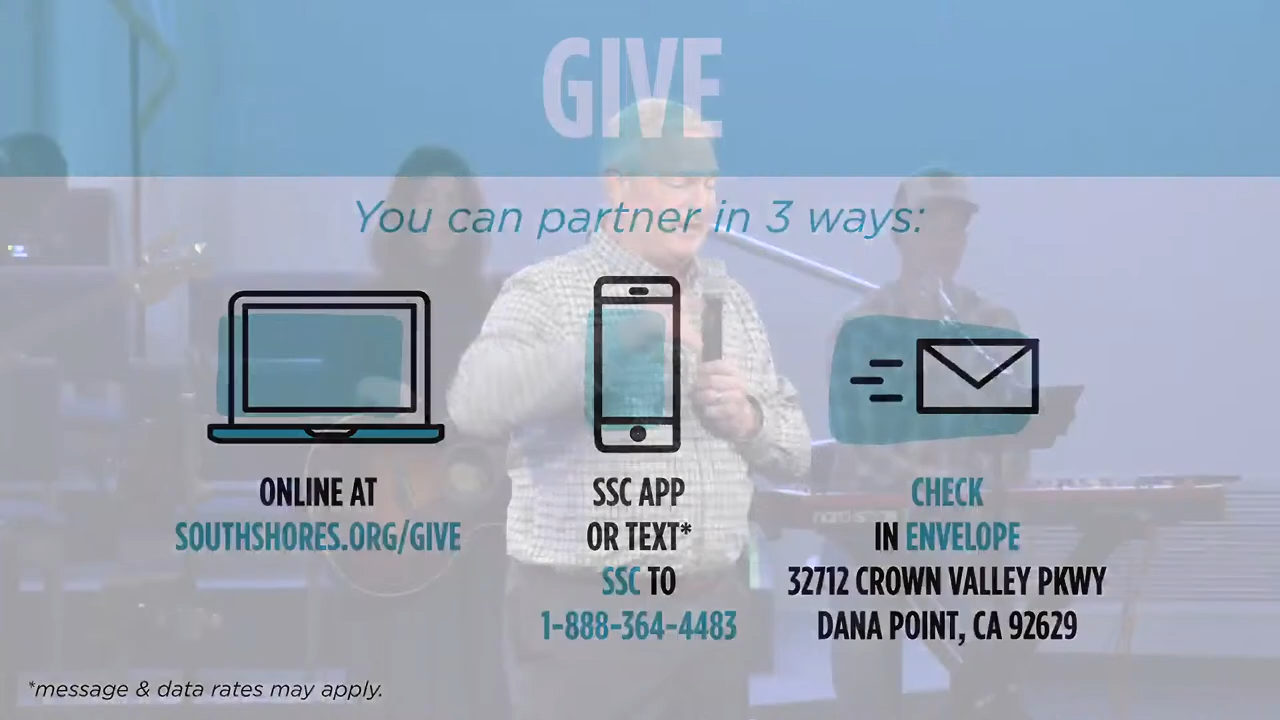 GIVE
You can partner in 3 ways:
ONLINE AT
SOUTHSHORES.ORG/GIVE
SSC APP
OR TEXT*
SSC TO
1-888-364-4483
CHECK
IN ENVELOPE
32712 CROWN VALLEY PKWY
DANA POINT, CA 92629
nord stage
*message & data rates may apply.